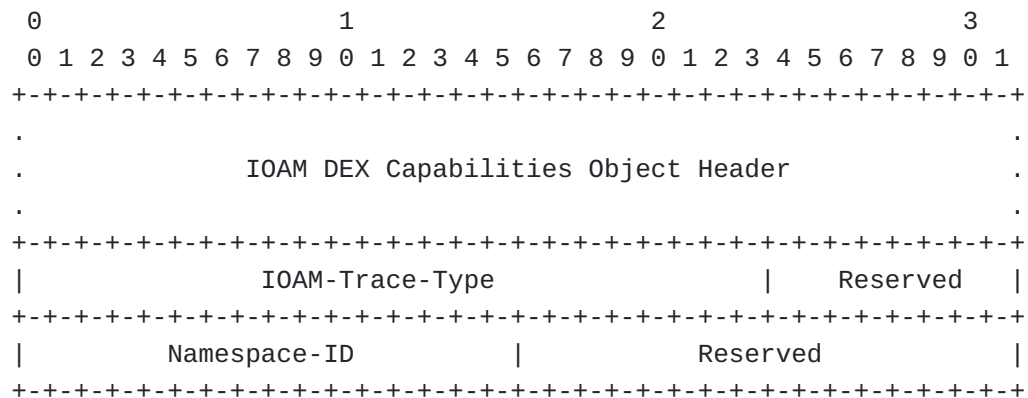 0                   1                   2                   3
 0 1 2 3 4 5 6 7 8 9 0 1 2 3 4 5 6 7 8 9 0 1 2 3 4 5 6 7 8 9 0 1
+-+-+-+-+-+-+-+-+-+-+-+-+-+-+-+-+-+-+-+-+-+-+-+-+-+-+-+-+-+-+-+-+
.                                                               .
.              IOAM DEX Capabilities Object Header              .
.                                                               .
+-+-+-+-+-+-+-+-+-+-+-+-+-+-+-+-+-+-+-+-+-+-+-+-+-+-+-+-+-+-+-+-+
|               IOAM-Trace-Type                 |    Reserved   |
+-+-+-+-+-+-+-+-+-+-+-+-+-+-+-+-+-+-+-+-+-+-+-+-+-+-+-+-+-+-+-+-+
|         Namespace-ID          |           Reserved            |
+-+-+-+-+-+-+-+-+-+-+-+-+-+-+-+-+-+-+-+-+-+-+-+-+-+-+-+-+-+-+-+-+